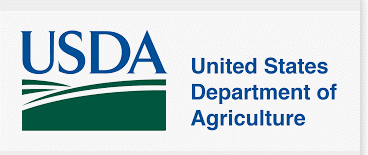 USDA
United States
Department of
Agriculture